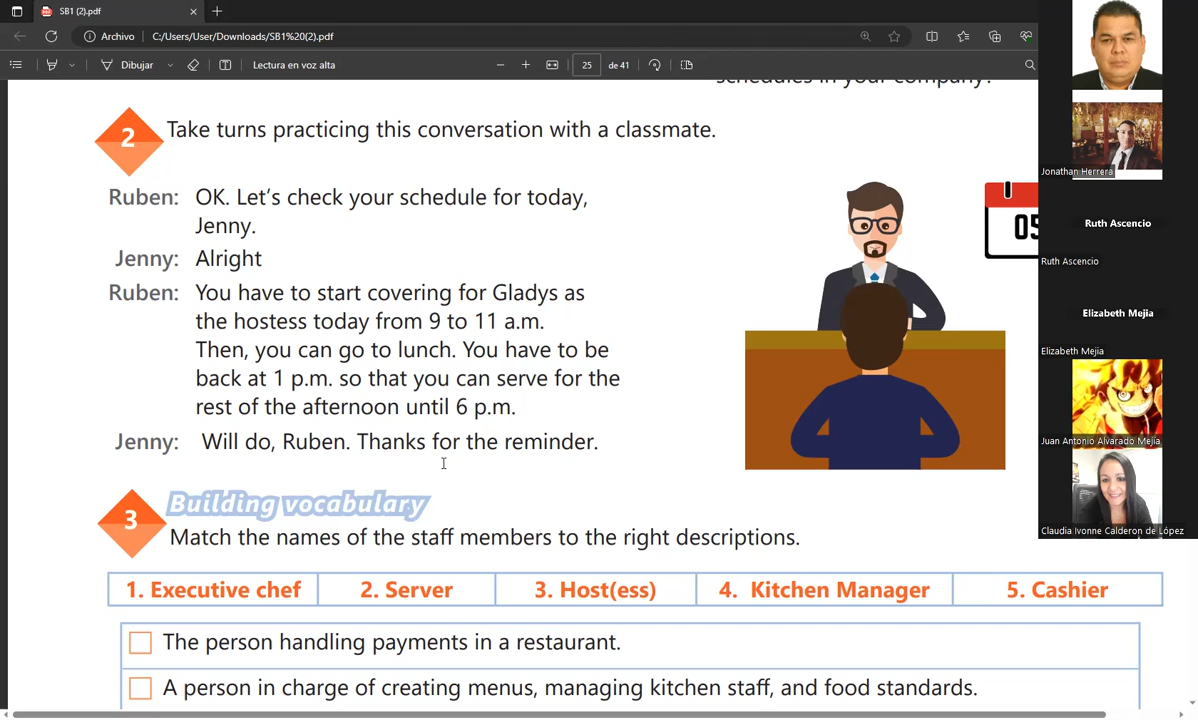 SB1 (2).pdf
Archivo
C:/Users/User/Downloads/SB1%20(2).pdf
Dibujar
Lectura en voz alta
25
de 41
schedules in your company?
2
Take turns practicing this conversation with a classmate.
Ruben: OK. Let's check your schedule for today,
Jenny.
Jenny: Alright
Ruben: You have to start covering for Gladys as
the hostess today from 9 to 11 a.m.
Then, you can go to lunch. You have to be
back at 1 p.m. so that you can serve for the
rest of the afternoon until 6 p.m.
Jenny: Will do, Ruben. Thanks for the reminder.
05
3
Building vocabulary
Match the names of the staff members to the right descriptions.
1. Executive chef
2. Server
3. Host(ess)
4. Kitchen Manager
5. Cashier
The person handling payments in a restaurant.
A person in charge of creating menus, managing kitchen staff, and food standards.
Jonathan Herrera
Ruth Ascencio
Ruth Ascencio
Elizabeth Mejia
Elizabeth Mejia
Juan Antonio Alvarado Mejía
Claudia Ivonne Calderon de López